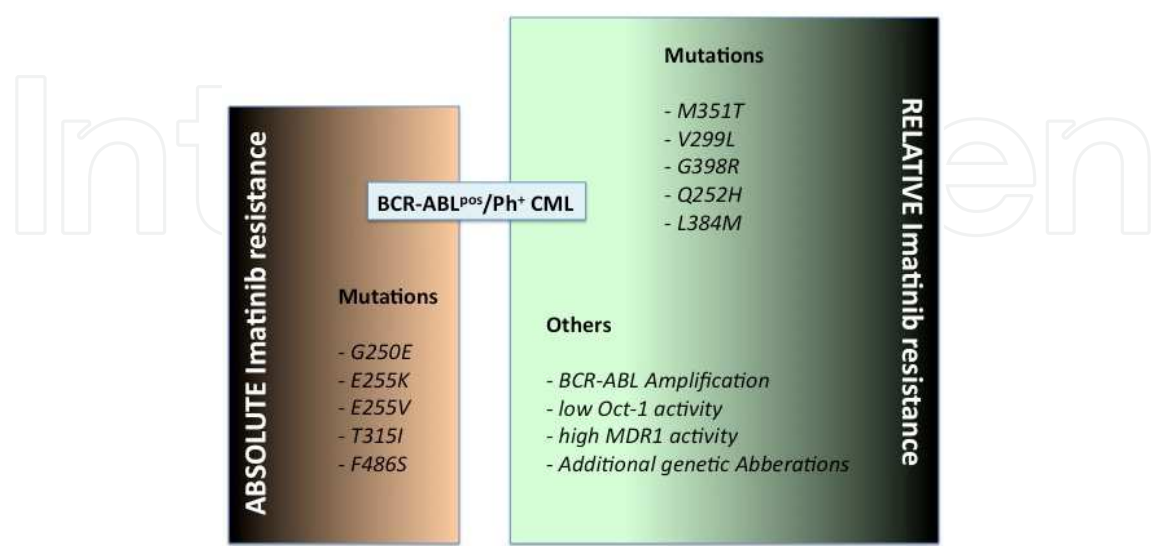 ABSOLUTE Imatinib resistance
BCR-ABLᵖᵒˢ/Ph⁺ CML
Mutations
- G250E
- E255K
- E255V
- T315I
- F486S
Mutations
- M351T
- V299L
- G398R
- Q252H
- L384M
Others
- BCR-ABL Amplification
- low Oct-1 activity
- high MDR1 activity
- Additional genetic Abberations
RELATIVE Imatinib resistance